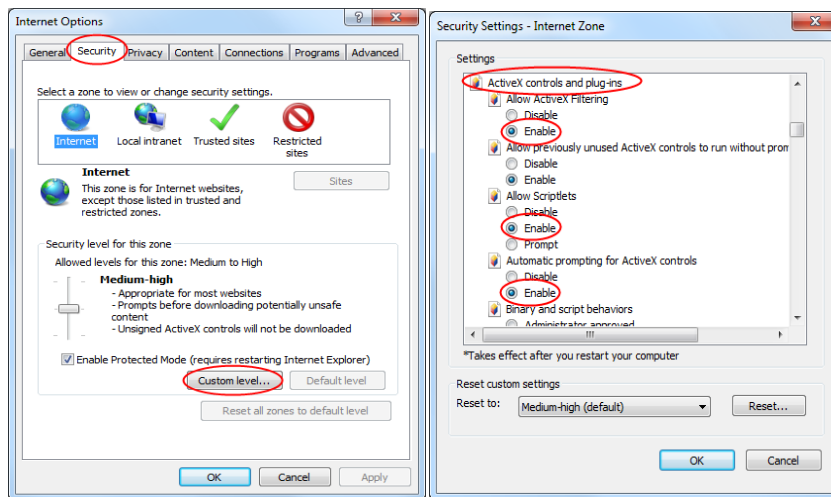 Internet Options
General
Security
Privacy
Content
Connections
Programs
Advanced
Select a zone to view or change security settings.
Internet
Local intranet
Trusted sites
Restricted
sites
Internet
This zone is for Internet websites,
except those listed in trusted and
restricted zones.
Sites
Security level for this zone
Allowed levels for this zone: Medium to High
Medium-high
- Appropriate for most websites
- Prompts before downloading potentially unsafe
content
- Unsigned ActiveX controls will not be downloaded
Enable Protected Mode (requires restarting Internet Explorer)
Custom level...
Default level
Reset all zones to default level
OK
Cancel
Apply
Security Settings - Internet Zone
Settings
ActiveX controls and plug-ins
Allow ActiveX Filtering
Disable
Enable
Allow previously unused ActiveX controls to run without prom
Disable
Enable
Allow Scriptlets
Disable
Enable
Prompt
Automatic prompting for ActiveX controls
Disable
Enable
Binary and script behaviors
Administrator approved
*Takes effect after you restart your computer
Reset custom settings
Reset to:
Medium-high (default)
Reset...
OK
Cancel